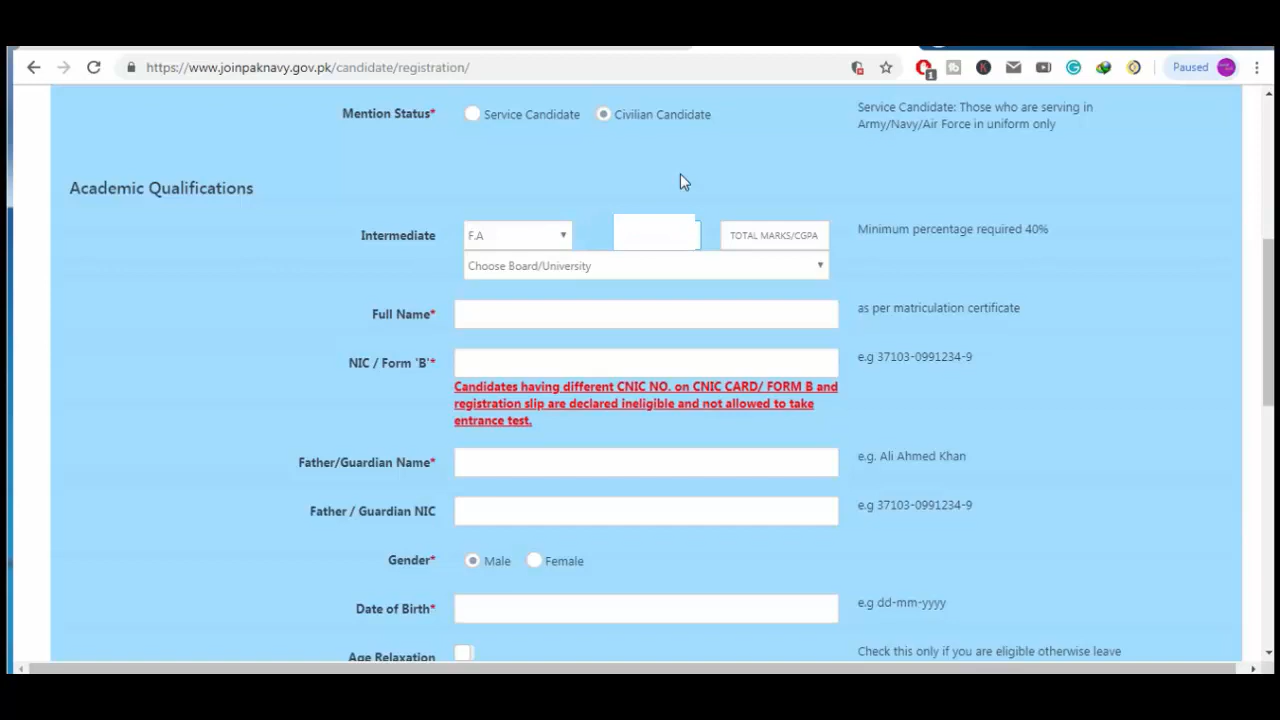 https://www.joinpaknavy.gov.pk/candidate/registration/
1
Paused
Mention Status*
Service Candidate
Civilian Candidate
Service Candidate: Those who are serving in
Army/Navy/Air Force in uniform only
Academic Qualifications
Intermediate
F.A
TOTAL MARKS/CGPA
Minimum percentage required 40%
Choose Board/University
Full Name*
as per matriculation certificate
NIC / Form 'B'*
e.g 37103-0991234-9
Candidates having different CNIC NO. on CNIC CARD/ FORM B and
registration slip are declared ineligible and not allowed to take
entrance test.
Father/Guardian Name*
e.g. Ali Ahmed Khan
Father / Guardian NIC
e.g 37103-0991234-9
Gender*
Male
Female
Date of Birth*
e.g dd-mm-yyyy
Age Relaxation
Check this only if you are eligible otherwise leave